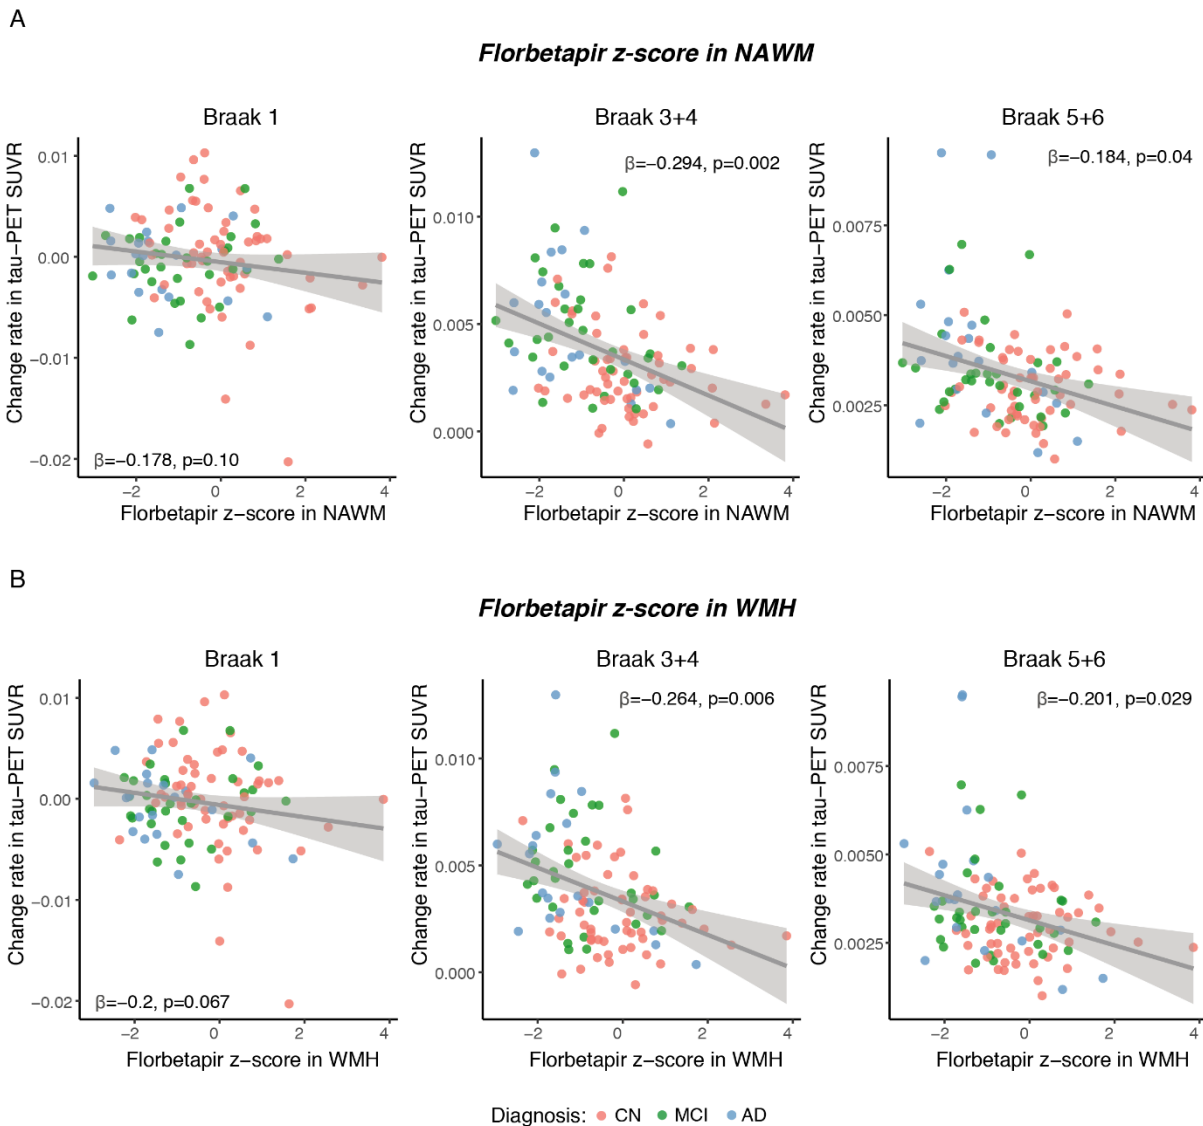 A
Florbetapir z-score in NAWM
Braak 1
Change rate in tau−PET SUVR
0.01
0.00
−0.01
−0.02
β=−0.178, p=0.10
−2
0
2
4
Florbetapir z−score in NAWM
Braak 3+4
Change rate in tau−PET SUVR
0.010
0.005
0.000
β=−0.294, p=0.002
−2
0
2
4
Florbetapir z−score in NAWM
Braak 5+6
Change rate in tau−PET SUVR
0.0075
0.0050
0.0025
β=−0.184, p=0.04
−2
0
2
4
Florbetapir z−score in NAWM
B
Florbetapir z-score in WMH
Braak 1
Change rate in tau−PET SUVR
0.01
0.00
−0.01
−0.02
β=−0.2, p=0.067
−2
0
2
4
Florbetapir z−score in WMH
Braak 3+4
Change rate in tau−PET SUVR
0.010
0.005
0.000
β=−0.264, p=0.006
−2
0
2
4
Florbetapir z−score in WMH
Braak 5+6
Change rate in tau−PET SUVR
0.0075
0.0050
0.0025
β=−0.201, p=0.029
−2
0
2
4
Florbetapir z−score in WMH
Diagnosis: CN MCI AD